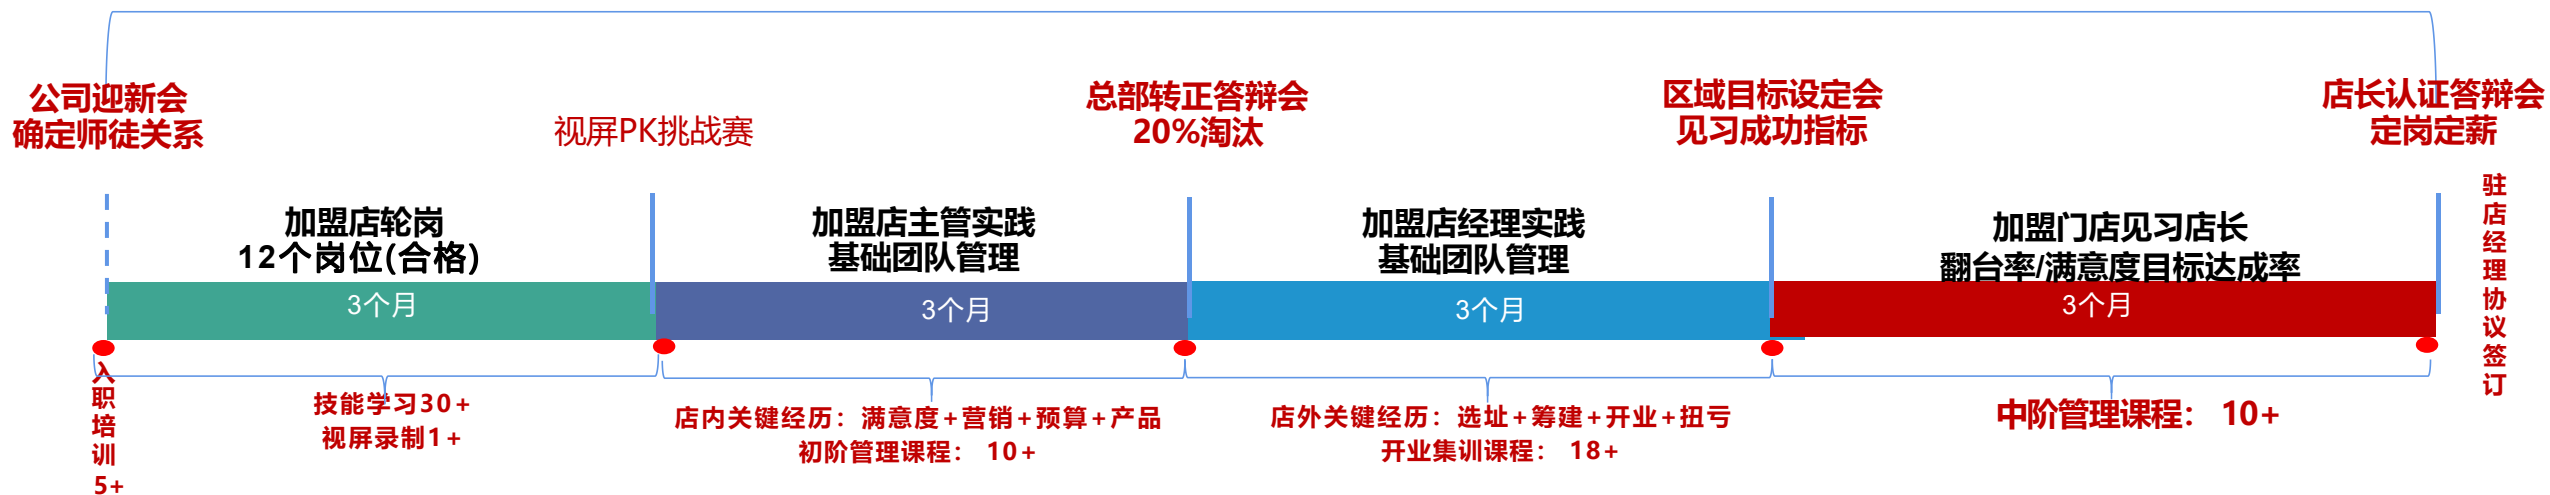 公司迎新会
确定师徒关系
视屏PK挑战赛
总部转正答辩会
20%淘汰
区域目标设定会
见习成功指标
店长认证答辩会
定岗定薪
加盟店轮岗
12个岗位(合格)
加盟店主管实践
基础团队管理
加盟店经理实践
基础团队管理
加盟门店见习店长
翻台率/满意度目标达成率
驻店经理协议签订
3个月
3个月
3个月
3个月
入职培训5+
技能学习30+
视屏录制1+
店内关键经历：满意度+营销+预算+产品
初阶管理课程： 10+
店外关键经历：选址+筹建+开业+扭亏
开业集训课程： 18+
中阶管理课程： 10+